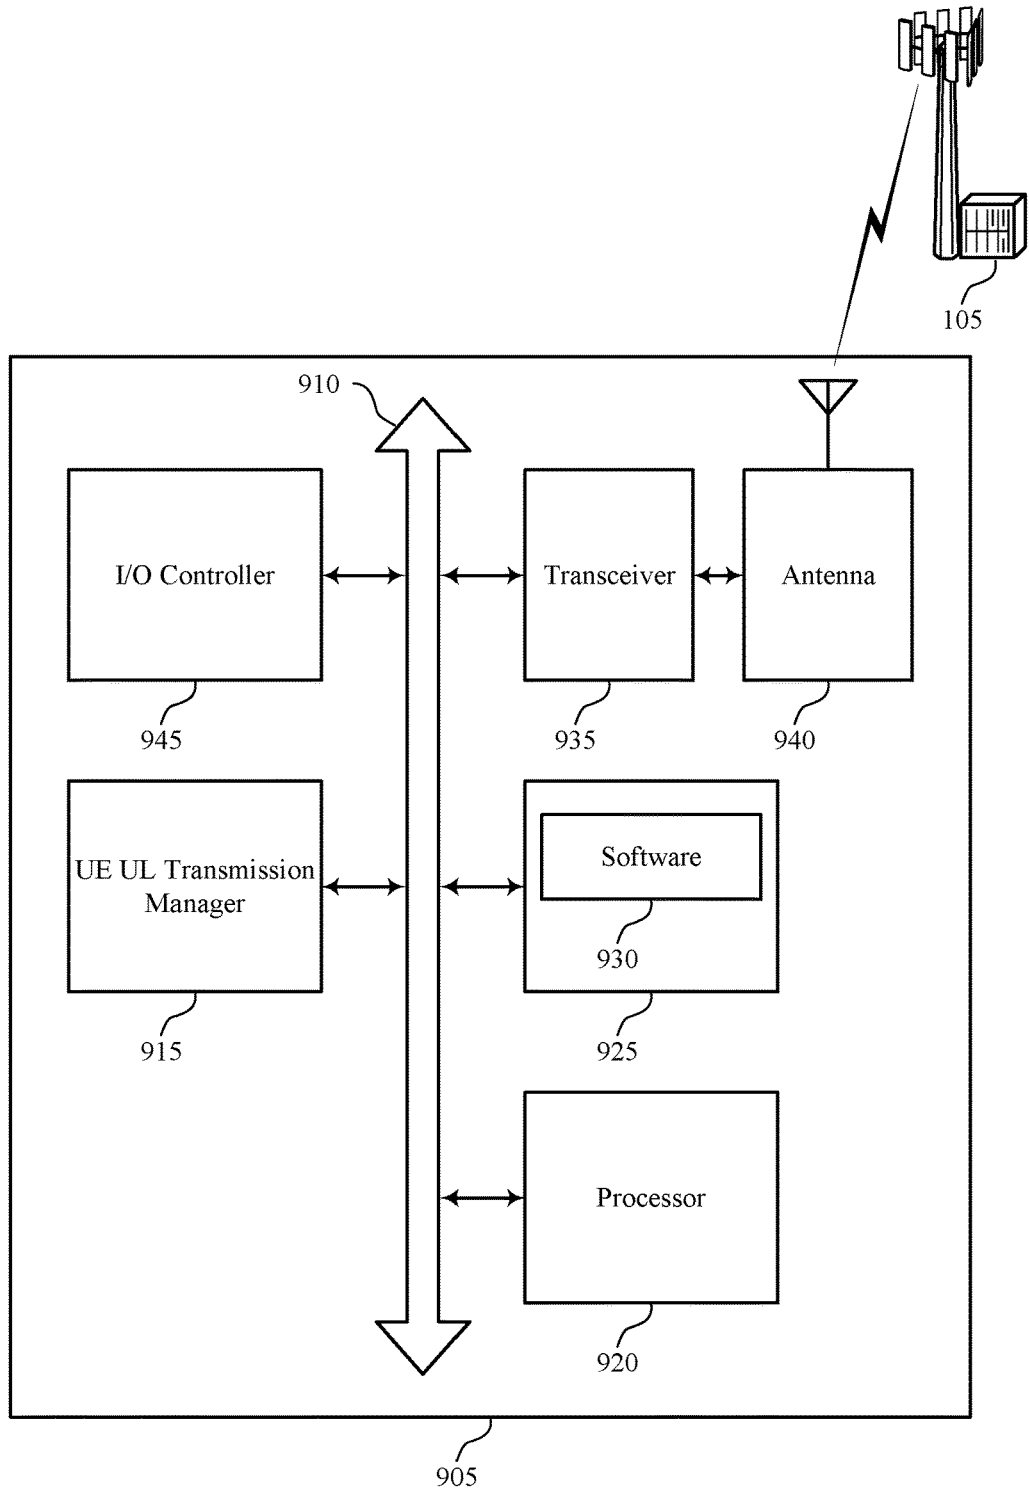 105
910
I/O Controller
Transceiver
Antenna
945
935
940
UE UL Transmission
Manager
Software
930
915
925
Processor
920
905